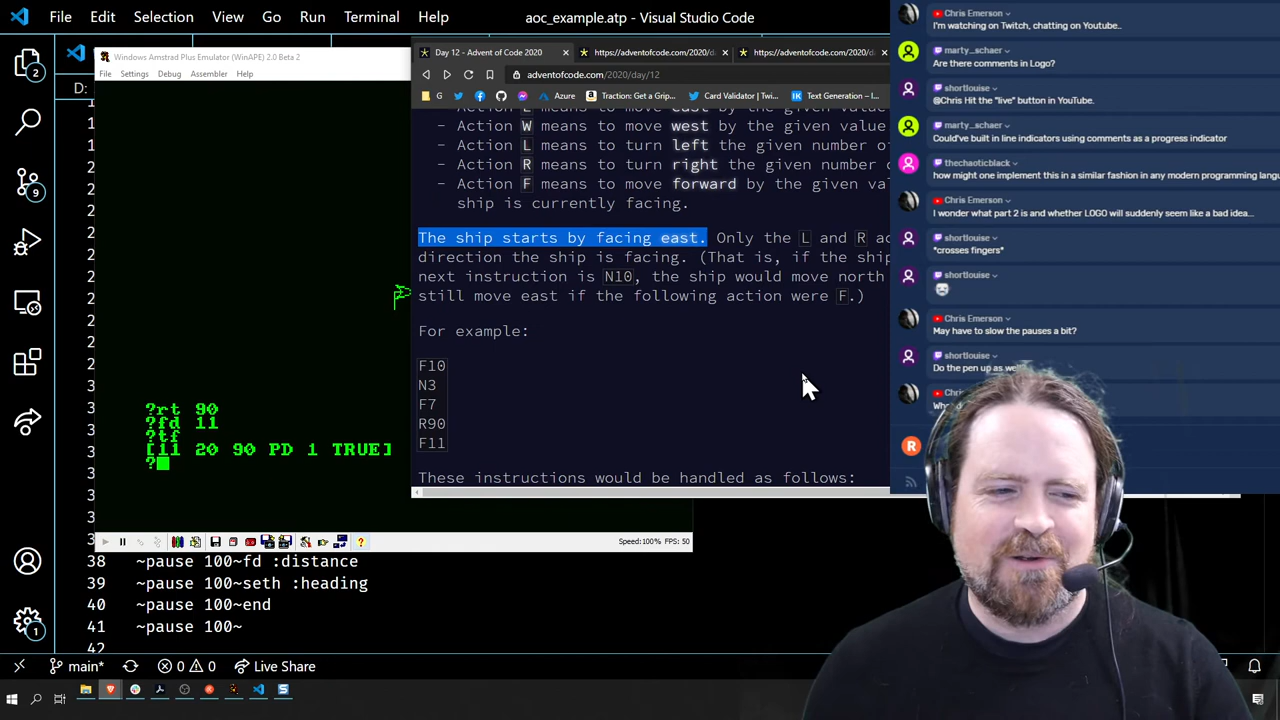 File Edit Selection View Go Run Terminal Help
aoc_example.atp - Visual Studio Code
Windows Amstrad Plus Emulator (WinAPE) 2.0 Beta 2
File Settings Debug Assembler Help
D:
?rt 90
?fd 11
?tf
[11 20 90 PD 1 TRUE]
?
Speed:100% FPS: 50
38 ~pause 100~fd :distance
39 ~pause 100~seth :heading
40 ~pause 100~end
41 ~pause 100~
42
main* 0 0 Live Share
Day 12 - Advent of Code 2020
https://adventofcode.com/
https://adventofcode.com/2020/d
adventofcode.com/2020/day/12
G Azure Traction: Get a Grip... Card Validator | Twi... Text Generation – I...
– Action W means to move west by the given value
– Action L means to turn left the given number of
– Action R means to turn right the given number o
– Action F means to move forward by the given val
ship is currently facing.
The ship starts by facing east. Only the L and R ac
direction the ship is facing. (That is, if the ship
next instruction is N10, the ship would move north
still move east if the following action were F.)
For example:
F10
N3
F7
R90
F11
These instructions would be handled as follows:
Chris Emerson
I'm watching on Twitch, chatting on Youtube..
marty_schaer
Are there comments in Logo?
shortlouise
@Chris Hit the "live" button in YouTube.
marty_schaer
Could've built in line indicators using comments as a progress indicator
thechaoticblack
how might one implement this in a similar fashion in any modern programming lang
Chris Emerson
I wonder what part 2 is and whether LOGO will suddenly seem like a bad idea...
shortlouise
*crosses fingers*
shortlouise
Chris Emerson
May have to slow the pauses a bit?
shortlouise
Do the pen up as well